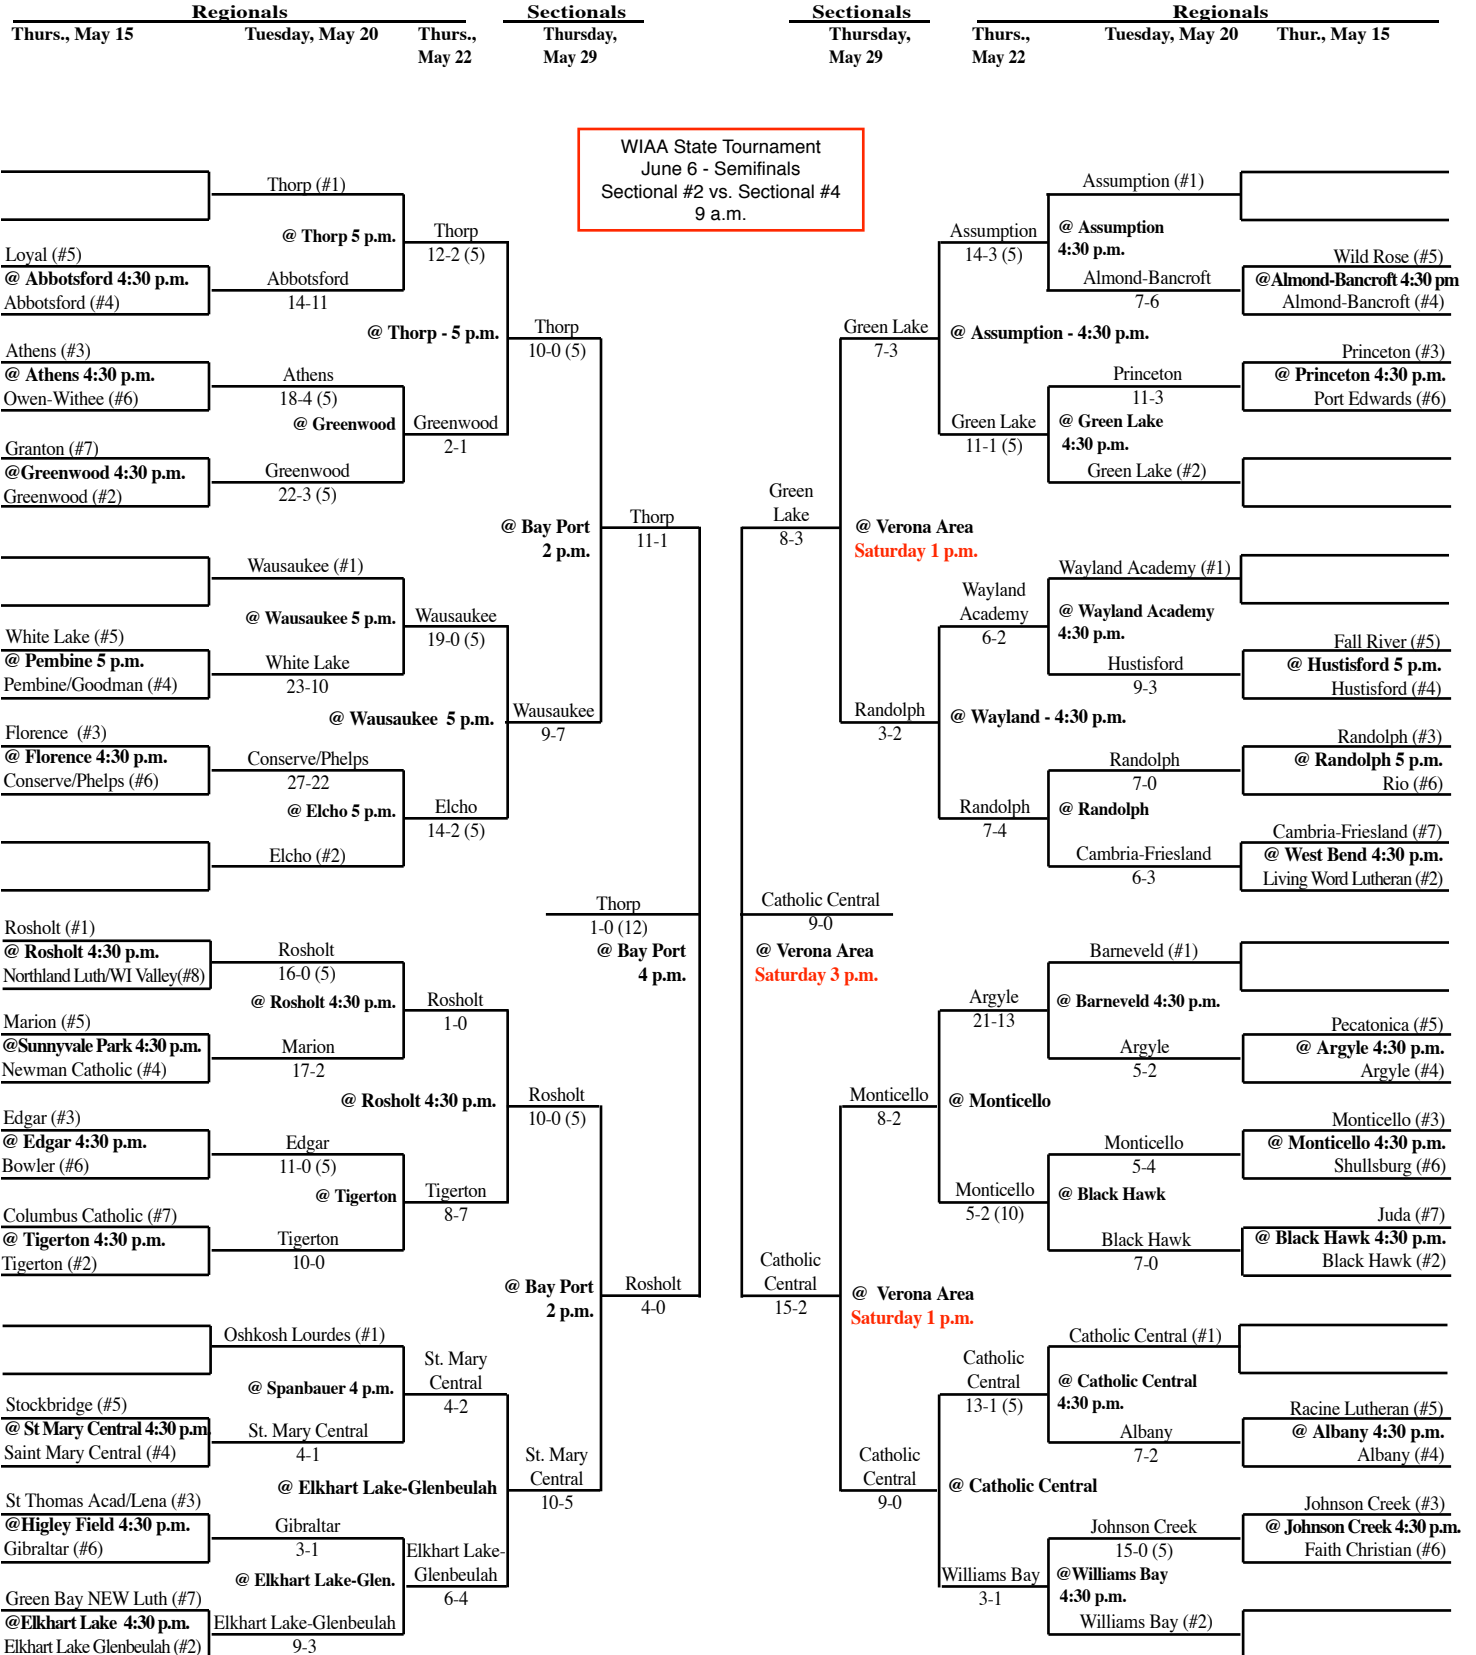 Regionals
Sectionals
Sectionals
Regionals
Thurs., May 15
Tuesday, May 20
Thurs.,
May 22
Thursday,
May 29
Thursday,
May 29
Thurs.,
May 22
Tuesday, May 20
Thur., May 15
WIAA State Tournament
June 6 - Semifinals
Sectional #2 vs. Sectional #4
9 a.m.
Thorp (#1)
@ Thorp 5 p.m.
Thorp
12-2 (5)
Loyal (#5)
@ Abbotsford 4:30 p.m.
Abbotsford (#4)
Abbotsford
14-11
@ Thorp - 5 p.m.
Thorp
10-0 (5)
Athens (#3)
@ Athens 4:30 p.m.
Owen-Withee (#6)
Athens
18-4 (5)
@ Greenwood
Greenwood
2-1
Granton (#7)
@Greenwood 4:30 p.m.
Greenwood (#2)
Greenwood
22-3 (5)
@ Bay Port
2 p.m.
Thorp
11-1
Wausaukee (#1)
@ Wausaukee 5 p.m.
Wausaukee
19-0 (5)
White Lake (#5)
@ Pembine 5 p.m.
Pembine/Goodman (#4)
White Lake
23-10
@ Wausaukee  5 p.m.
Wausaukee
9-7
Florence  (#3)
@ Florence 4:30 p.m.
Conserve/Phelps (#6)
Conserve/Phelps
27-22
@ Elcho 5 p.m.
Elcho
14-2 (5)
Elcho (#2)
Thorp
1-0 (12)
@ Bay Port
4 p.m.
Rosholt (#1)
@ Rosholt 4:30 p.m.
Northland Luth/WI Valley(#8)
Rosholt
16-0 (5)
@ Rosholt 4:30 p.m.
Rosholt
1-0
Marion (#5)
@Sunnyvale Park 4:30 p.m.
Newman Catholic (#4)
Marion
17-2
@ Rosholt 4:30 p.m.
Rosholt
10-0 (5)
Edgar (#3)
@ Edgar 4:30 p.m.
Bowler (#6)
Edgar
11-0 (5)
@ Tigerton
Tigerton
8-7
Columbus Catholic (#7)
@ Tigerton 4:30 p.m.
Tigerton (#2)
Tigerton
10-0
@ Bay Port
2 p.m.
Rosholt
4-0
Oshkosh Lourdes (#1)
@ Spanbauer 4 p.m.
St. Mary
Central
4-2
Stockbridge (#5)
@ St Mary Central 4:30 p.m.
Saint Mary Central (#4)
St. Mary Central
4-1
@ Elkhart Lake-Glenbeulah
St. Mary
Central
10-5
St Thomas Acad/Lena (#3)
@Higley Field 4:30 p.m.
Gibraltar (#6)
Gibraltar
3-1
@ Elkhart Lake-Glen.
Elkhart Lake-
Glenbeulah
6-4
Green Bay NEW Luth (#7)
@Elkhart Lake  4:30 p.m.
Elkhart Lake Glenbeulah (#2)
Elkhart Lake-Glenbeulah
9-3
Assumption (#1)
Assumption
14-3 (5)
@ Assumption
4:30 p.m.
Wild Rose (#5)
@Almond-Bancroft 4:30 pm
Almond-Bancroft (#4)
Almond-Bancroft
7-6
Green Lake
7-3
@ Assumption - 4:30 p.m.
Princeton (#3)
@ Princeton 4:30 p.m.
Port Edwards (#6)
Princeton
11-3
Green Lake
11-1 (5)
@ Green Lake
4:30 p.m.
Green Lake (#2)
Green
Lake
8-3
@ Verona Area
Saturday 1 p.m.
Wayland Academy (#1)
Wayland
Academy
6-2
@ Wayland Academy
4:30 p.m.
Fall River (#5)
@ Hustisford 5 p.m.
Hustisford (#4)
Hustisford
9-3
Randolph
3-2
@ Wayland - 4:30 p.m.
Randolph (#3)
@ Randolph 5 p.m.
Rio (#6)
Randolph
7-0
Randolph
7-4
@ Randolph
Cambria-Friesland (#7)
@ West Bend 4:30 p.m.
Living Word Lutheran (#2)
Cambria-Friesland
6-3
Catholic Central
9-0
@ Verona Area
Saturday 3 p.m.
Barneveld (#1)
Argyle
21-13
@ Barneveld 4:30 p.m.
Pecatonica (#5)
@ Argyle 4:30 p.m.
Argyle (#4)
Argyle
5-2
Monticello
8-2
@ Monticello
Monticello (#3)
@ Monticello 4:30 p.m.
Shullsburg (#6)
Monticello
5-4
Monticello
5-2 (10)
@ Black Hawk
Juda (#7)
@ Black Hawk 4:30 p.m.
Black Hawk (#2)
Black Hawk
7-0
Catholic
Central
15-2
@  Verona Area
Saturday 1 p.m.
Catholic Central (#1)
Catholic
Central
13-1 (5)
@ Catholic Central
4:30 p.m.
Racine Lutheran (#5)
@ Albany 4:30 p.m.
Albany (#4)
Albany
7-2
Catholic
Central
9-0
@ Catholic Central
Johnson Creek (#3)
@ Johnson Creek 4:30 p.m.
Faith Christian (#6)
Johnson Creek
15-0 (5)
Williams Bay
3-1
@Williams Bay
4:30 p.m.
Williams Bay (#2)